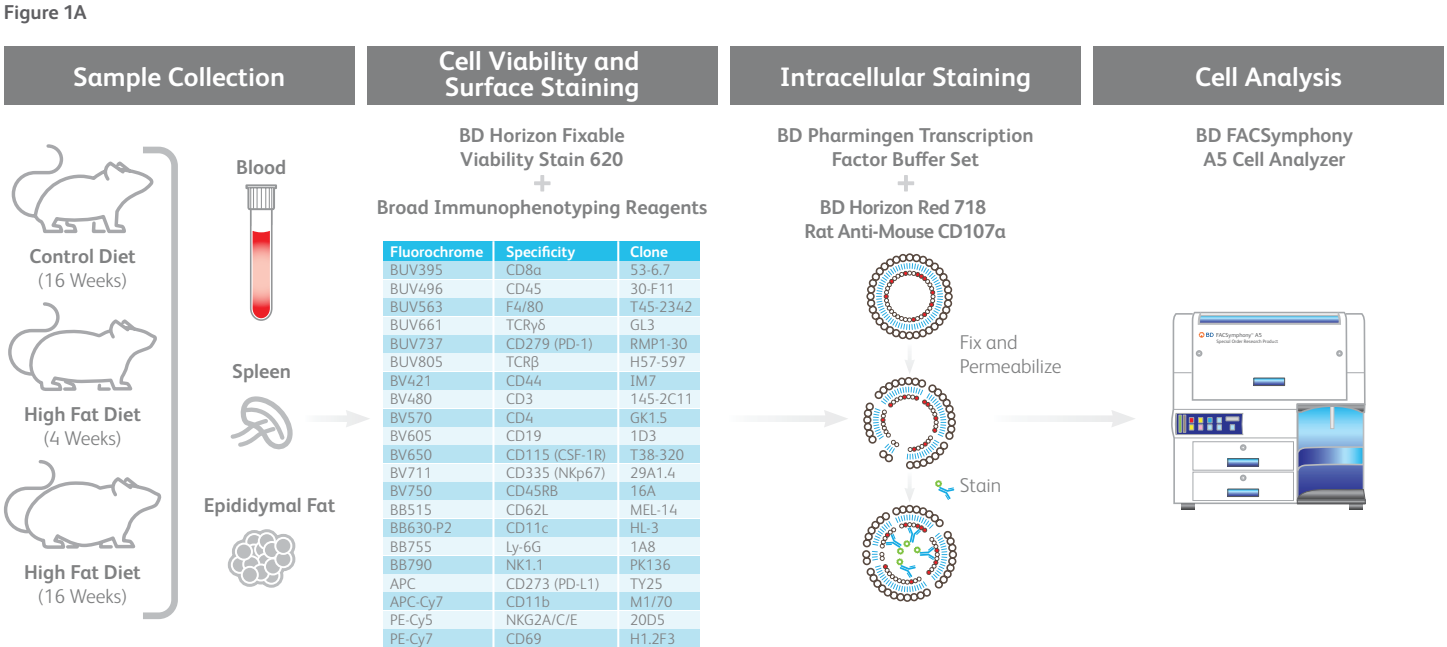 Figure 1A
Sample Collection
Cell Viability and
Surface Staining
Intracellular Staining
Cell Analysis
Blood
Control Diet
(16 Weeks)
Spleen
High Fat Diet
(4 Weeks)
Epididymal Fat
High Fat Diet
(16 Weeks)
BD Horizon Fixable
Viability Stain 620
+
Broad Immunophenotyping Reagents
Fluorochrome Specificity Clone
BUV395 CD8a 53-6.7
BUV496 CD45 30-F11
BUV563 F4/80 T45-2342
BUV661 TCRγδ GL3
BUV737 CD279 (PD-1) RMP1-30
BUV805 TCRβ H57-597
BV421 CD44 IM7
BV480 CD3 145-2C11
BV570 CD4 GK1.5
BV605 CD19 1D3
BV650 CD115 (CSF-1R) T38-320
BV711 CD335 (NKp67) 29A1.4
BV750 CD45RB 16A
BB515 CD62L MEL-14
BB630-P2 CD11c HL-3
BB755 Ly-6G 1A8
BB790 NK1.1 PK136
APC CD273 (PD-L1) TY25
APC-Cy7 CD11b M1/70
PE-Cy5 NKG2A/C/E 20D5
PE-Cy7 CD69 H1.2F3
BD Pharmingen Transcription
Factor Buffer Set
+
BD Horizon Red 718
Rat Anti-Mouse CD107a
Fix and
Permeabilize
Stain
BD FACSymphony
A5 Cell Analyzer
BD FACSymphony™ A5
Special Order Research Product